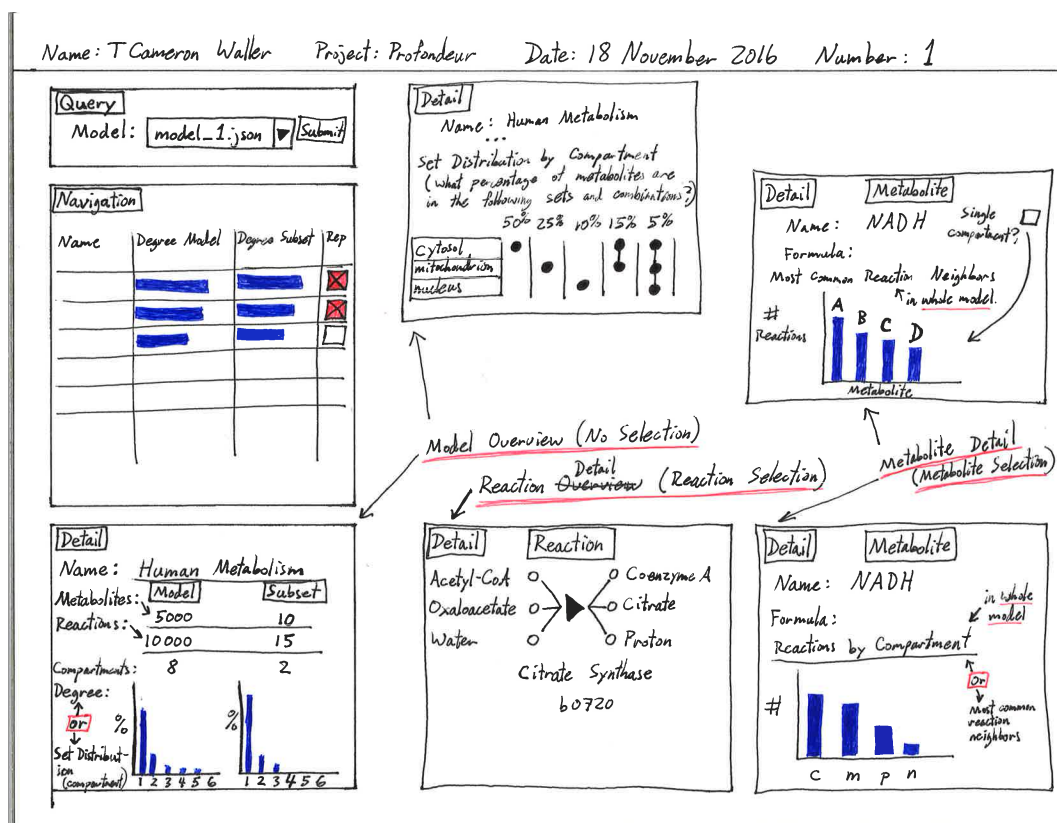 Name: T Cameron Waller Project: Profondeur Date: 18 November 2016 Number: 1
Query
Model: model_1.json Submit
Navigation
Name Degree Model Degree Subset Rep
Detail
Name: Human Metabolism
...
Set Distribution by Compartment
(what percentage of metabolites are
in the following sets and combinations?)
50% 25% 10% 15% 5%
Cytosol
mitochondrion
nucleus
Detail Metabolite
Name: NADH
Single
compartment?
Formula:
Most Common Reaction Neighbors
in whole model.
#
Reactions
A B C D
Metabolite
Model Overview (No Selection)
Detail
Reaction Overview (Reaction Selection)
Metabolite Detail
(Metabolite Selection)
Detail
Name: Human Metabolism
Model Subset
Metabolites: 5000 10
Reactions: 10000 15
Compartments: 8 2
Degree:
or
Set Distribut-
ion
(compartment)
% %
1 2 3 4 5 6 1 2 3 4 5 6
Detail Reaction
Acetyl-CoA Coenzyme A
Oxaloacetate Citrate
Water Proton
Citrate Synthase
b0720
Detail Metabolite
Name: NADH
Formula:
in whole
model
Reactions by Compartment
or
Most common
reaction
neighbors
#
c m p n